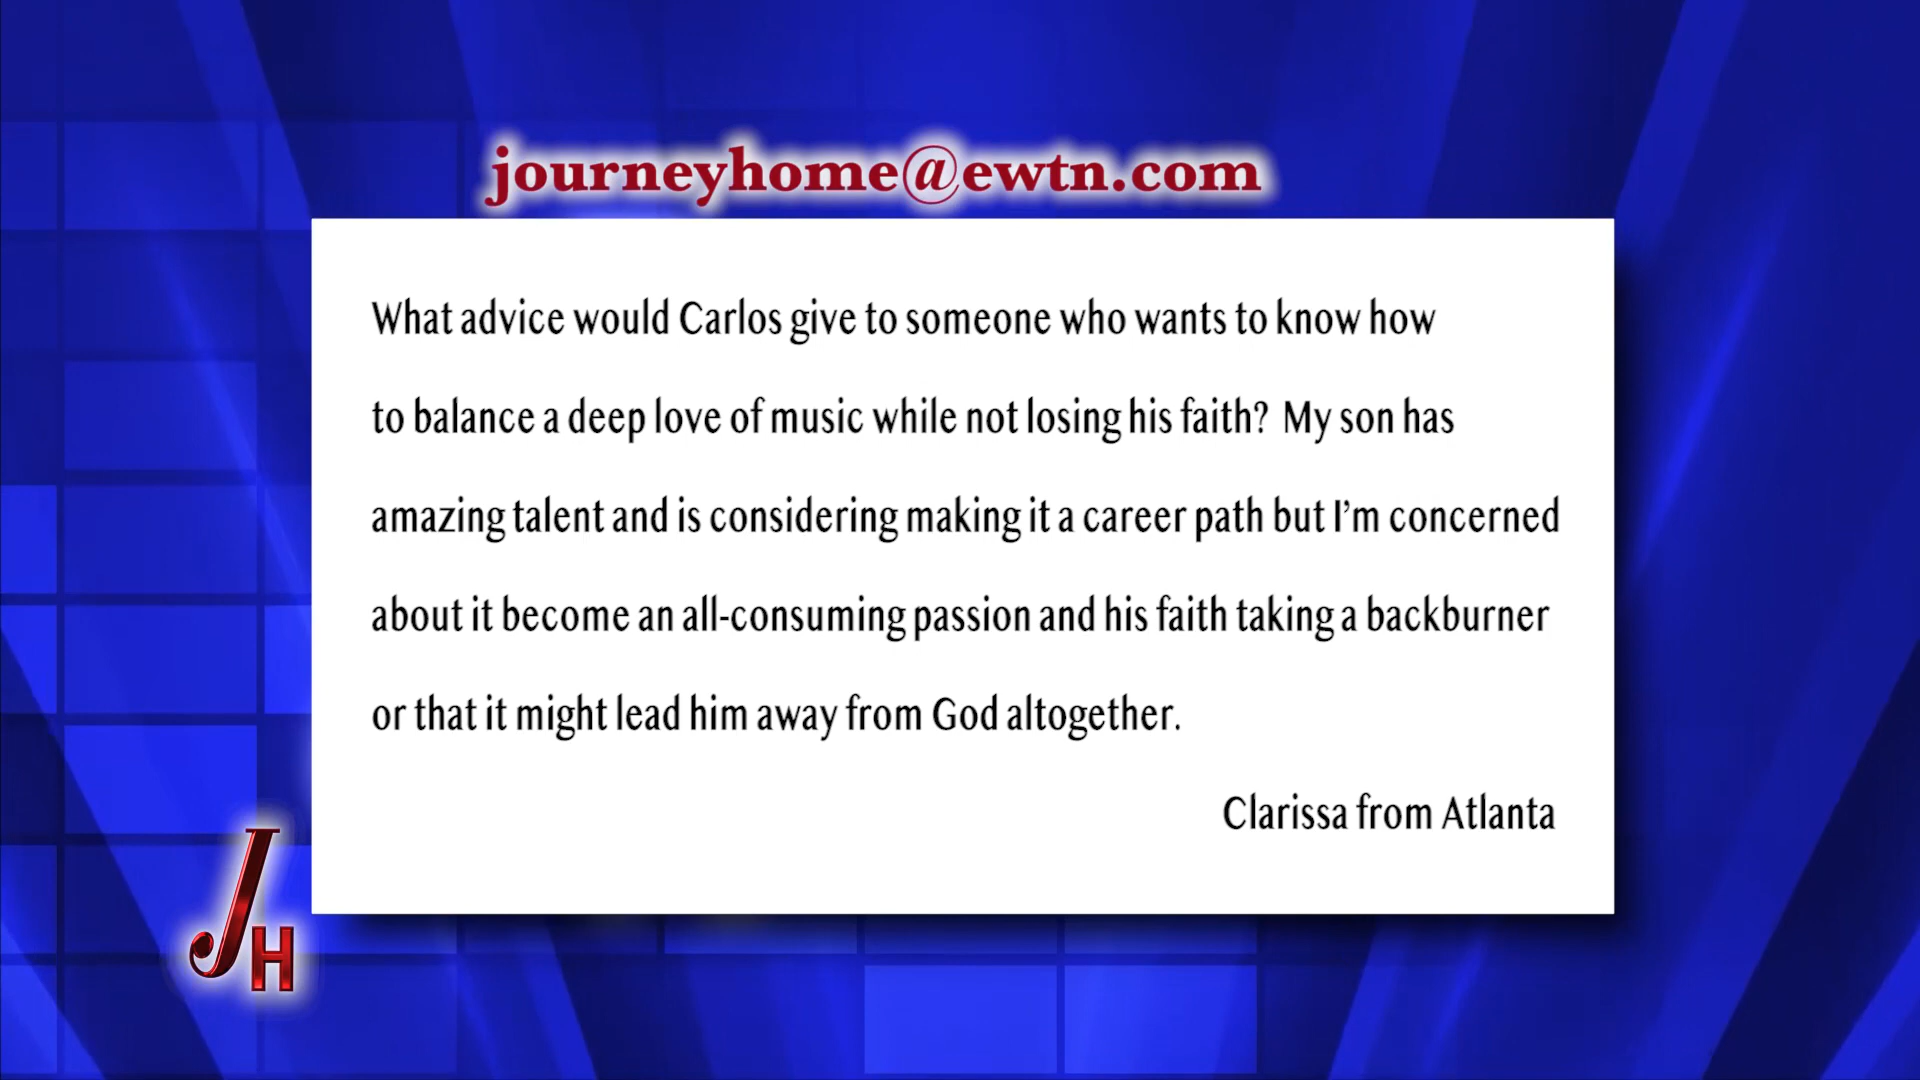 journeyhome@ewtn.com
What advice would Carlos give to someone who wants to know how
to balance a deep love of music while not losing his faith?  My son has
amazing talent and is considering making it a career path but I'm concerned
about it become an all-consuming passion and his faith taking a backburner
or that it might lead him away from God altogether.
Clarissa from Atlanta
JH